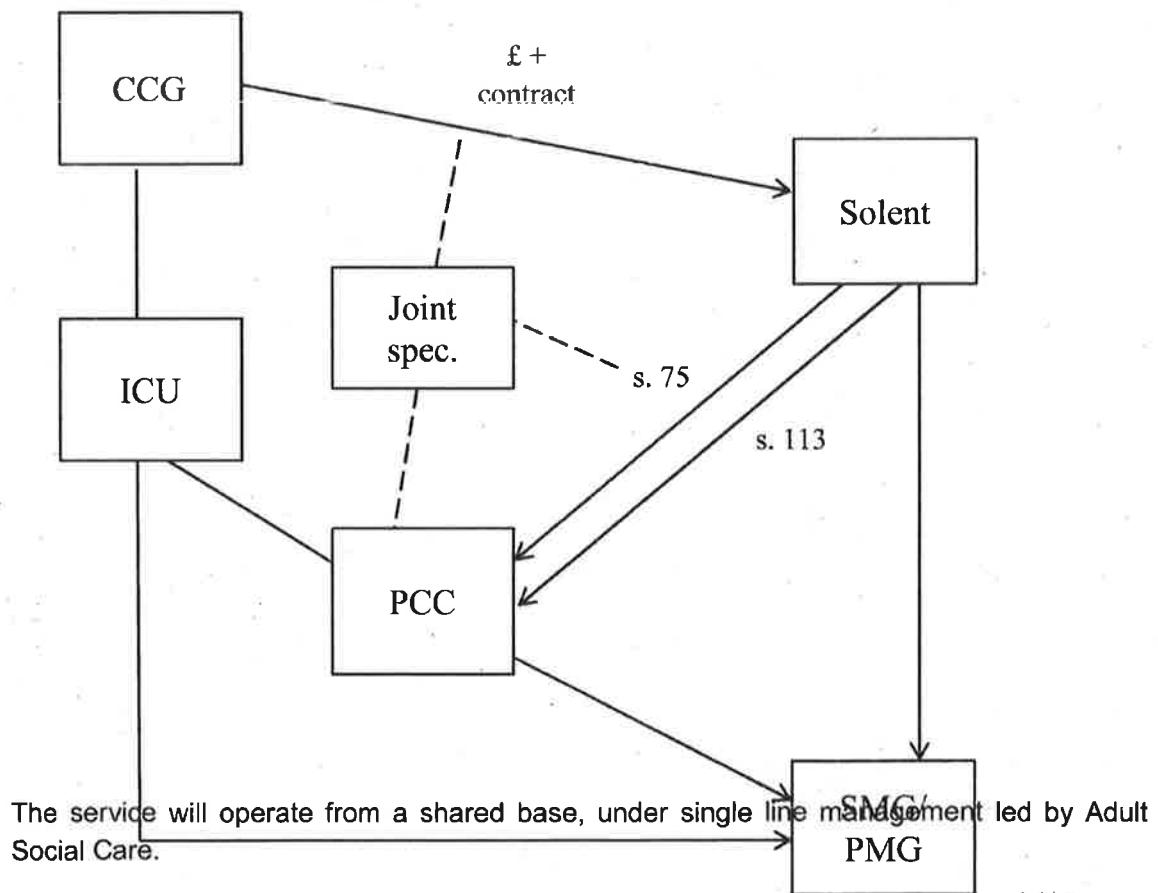 CCG
£ +
contract
Solent
Joint
spec.
ICU
s. 75
s. 113
PCC
SMG/
PMG
The service will operate from a shared base, under single line management led by Adult
Social Care.